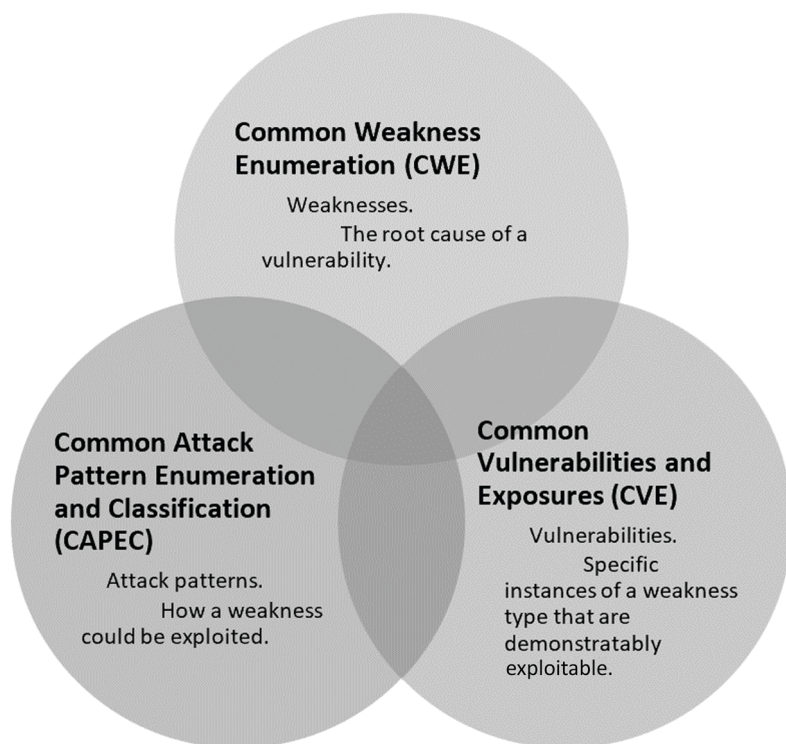 Common Weakness
Enumeration (CWE)
Weaknesses.
The root cause of a
vulnerability.
Common Attack
Pattern Enumeration
and Classification
(CAPEC)
Attack patterns.
How a weakness
could be exploited.
Common
Vulnerabilities and
Exposures (CVE)
Vulnerabilities.
Specific
instances of a weakness
type that are
demonstratably
exploitable.